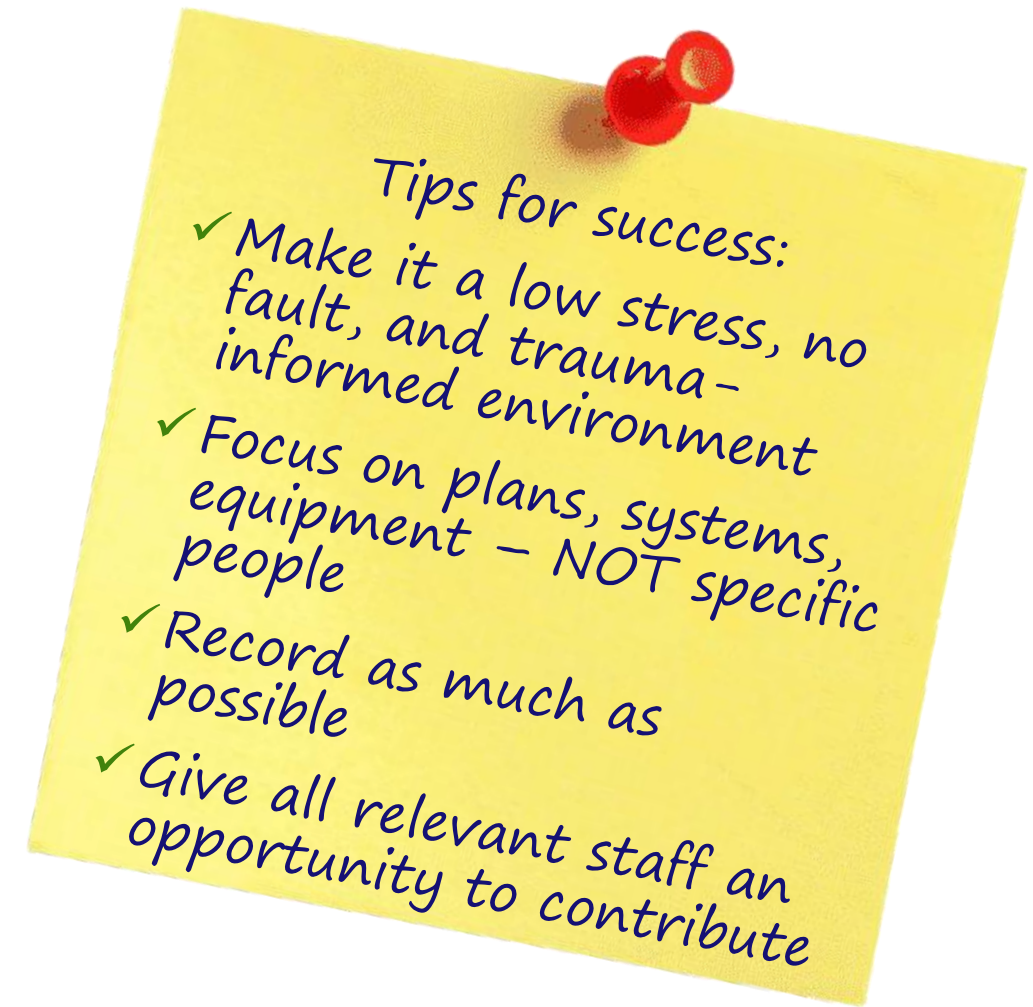 Tips for success:
✓ Make it a low stress, no
fault, and trauma-
informed environment
✓ Focus on plans, systems,
equipment – NOT specific
people
✓ Record as much as
possible
✓ Give all relevant staff an
opportunity to contribute